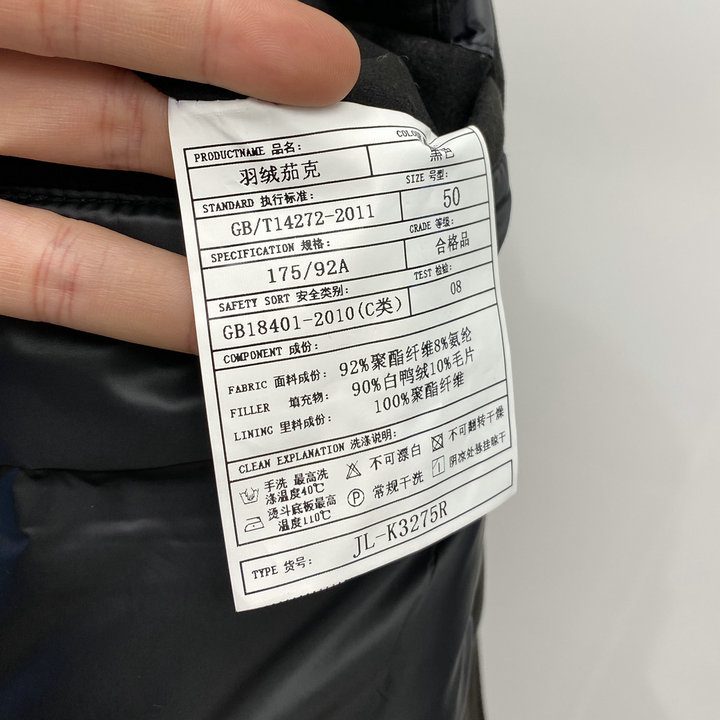 PRODUCTNAME 品名:
羽绒茄克
黑色
STANDARD 执行标准:
GB/T14272-2011
SIZE 号型:
50
SPECIFICATION 规格:
175/92A
GRADE 等级:
合格品
SAFETY SORT 安全类别:
GB18401-2010(C类)
TEST 检验:
08
COMPONENT 成份:
FABRIC 面料成份: 92%聚酯纤维8%氨纶
FILLER 填充物: 90%白鸭绒10%毛片
LINING 里料成份: 100%聚酯纤维
CLEAN EXPLANATION 洗涤说明:
手洗 最高洗
涤温度40℃
不可漂白
不可翻转干燥
熨斗底板最高
温度110℃
P
常规干洗
阴凉处悬挂晾干
TYPE 货号:
JL-K3275R